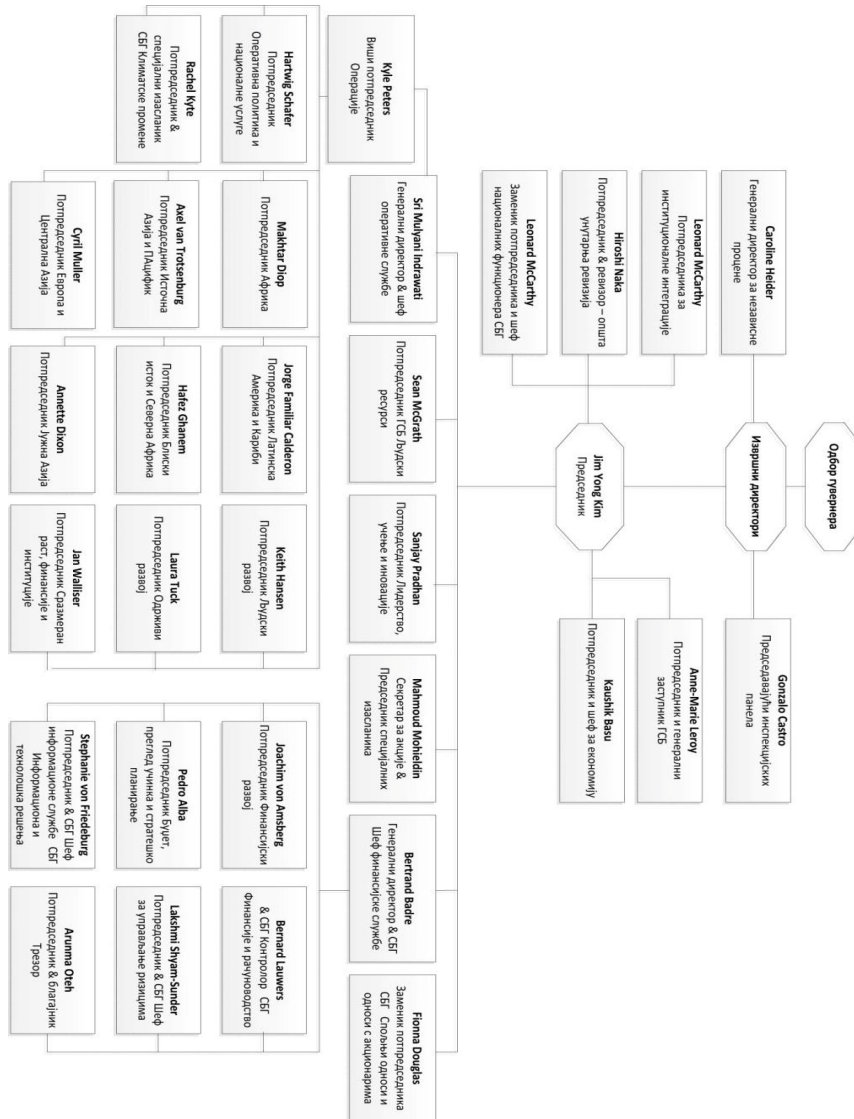 Одбор гувернера
Извршни директори
Jim Yong Kim
Председник
Caroline Heider
Генерални директор за независне
процене
Gonzalo Castro
Председавајући инспекцијских
панела
Leonard McCarthy
Потпредседника за
институционалне интеграције
Hiroshi Naka
Потпредседник & ревизор – општа
унутарња ревизија
Leonard McCarthy
Заменик потпредседника и шеф
националних функционера СБГ
Anne-Marie Leroy
Потпредседник и генерални
заступник ГСБ
Kaushik Basu
Потпредседник и шеф за економију
Sri Mulyani Indrawati
Генерални директор & шеф
оперативне службе
Sean McGrath
Потпредседник ГСБ Људски
ресурси
Sanjay Pradhan
Потпредседник Лидерство,
учење и иновације
Mahmoud Mohieldin
Секретар за акције &
Председник специјалних
изасланика
Bertrand Badre
Генерални директор & СБГ
Шеф финансијске службе
Fionna Douglas
Заменик потпредседника
СБГ Спољњи односи и
односи с акционарима
Kyle Peters
Виши потпредседник
Операције
Hartwig Schafer
Потпредседник
Оперативна политика и
националне услуге
Rachel Kyte
Потпредседник &
специјални изасланик
СБГ Климатске промене
Makhtar Diop
Потпредседник Африка
Axel van Trotsenburg
Потпредседник Источна
Азија и ПАцифик
Cyril Muller
Потпредседник Европа и
Централна Азија
Jorge Familiar Calderon
Потпредседник Латинска
Америка и Кариби
Hafez Ghanem
Потпредседник Блиски
исток и Северна Африка
Annette Dixon
Потпредседник Јужна Азија
Keith Hansen
Потпредседник Људски
развој
Laura Tuck
Потпредседник Одрживи
развој
Jan Walliser
Потпредседник Сразмеран
раст, финансије и
институције
Joachim von Amsberg
Потпредседник Финансијски
развој
Pedro Alba
Потпредседник Буџет,
преглед учинка и стратешко
планирање
Stephanie von Friedeburg
Потпредседник & СБГ Шеф
информационе службе СБГ
Информациона и
технолошка решења
Bernard Lauwers
& СБГ Контролор СБГ
Финансије и рачуноводство
Lakshmi Shyam-Sunder
Потпредседник & СБГ Шеф
за управљање ризицима
Arunma Oteh
Потпредседник & благајник
Трезор